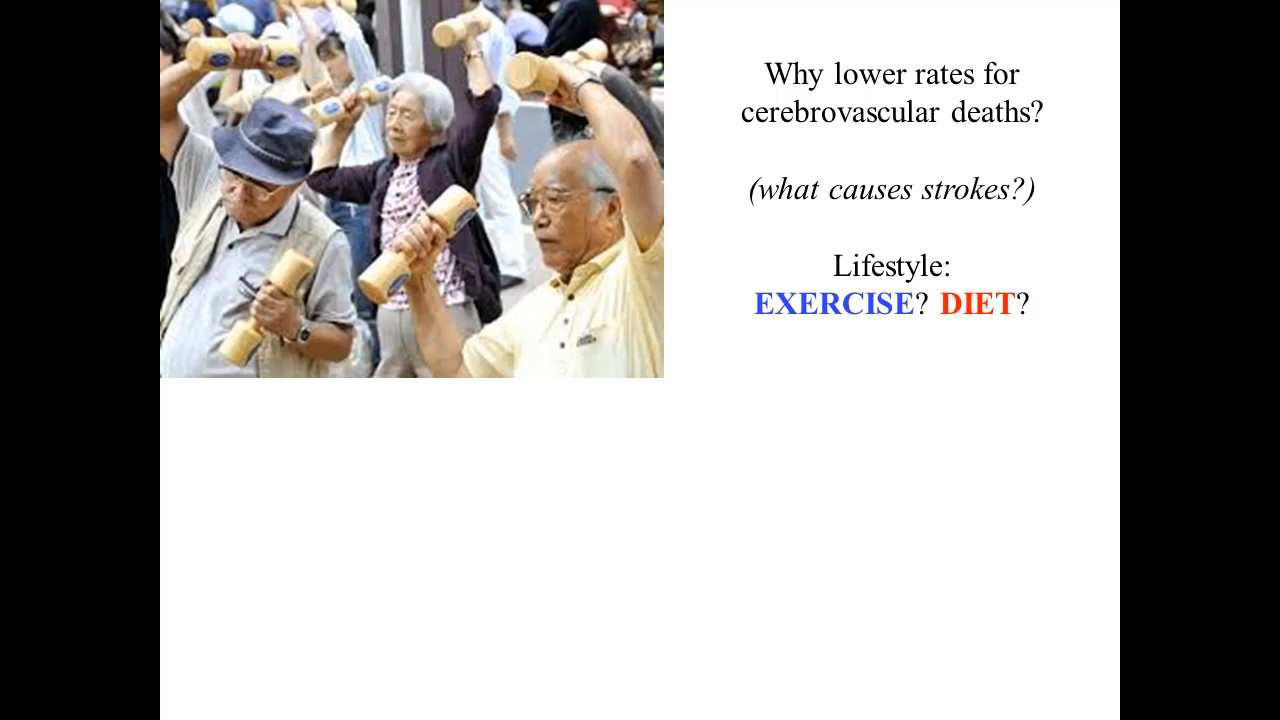 Why lower rates for
cerebrovascular deaths?
(what causes strokes?)
Lifestyle:
EXERCISE? DIET?